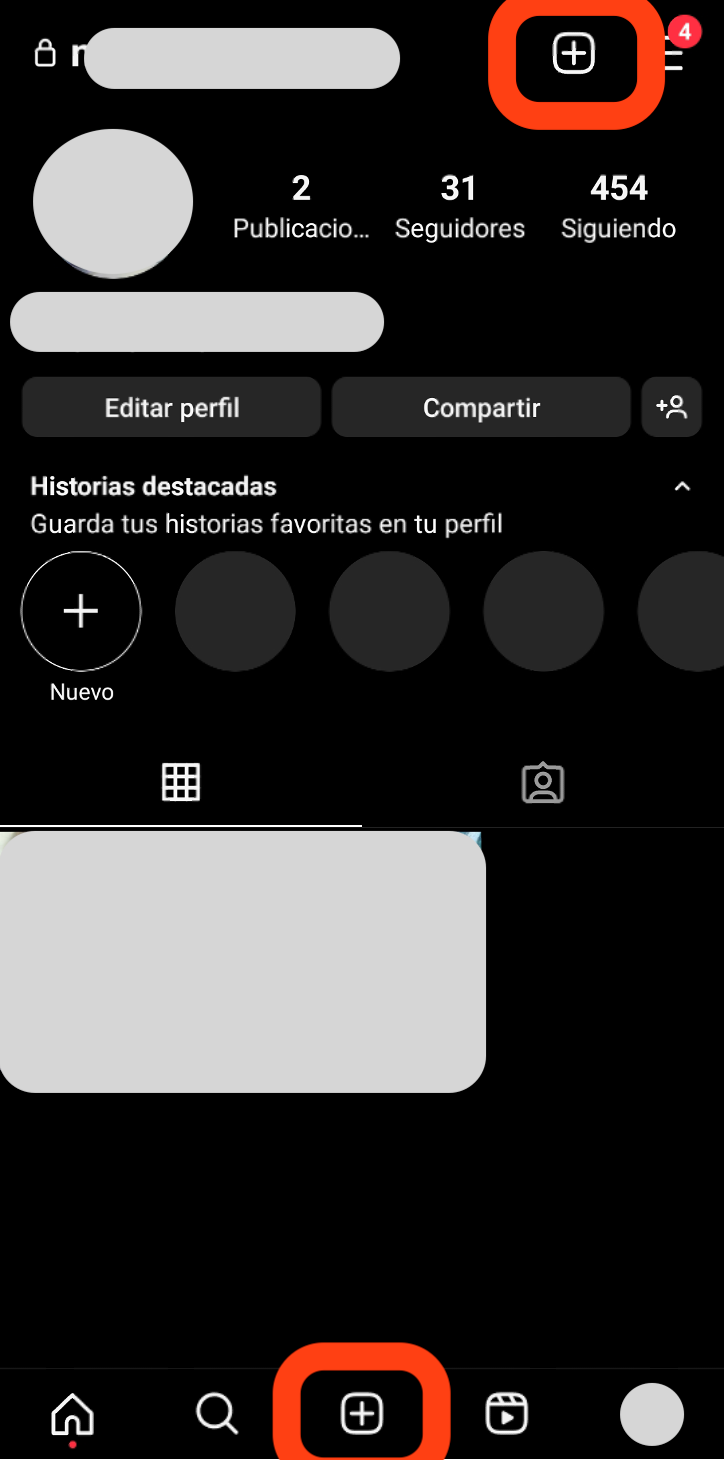 4
2 31 454
Publicacio... Seguidores Siguiendo
Editar perfil Compartir
Historias destacadas
Guarda tus historias favoritas en tu perfil
Nuevo